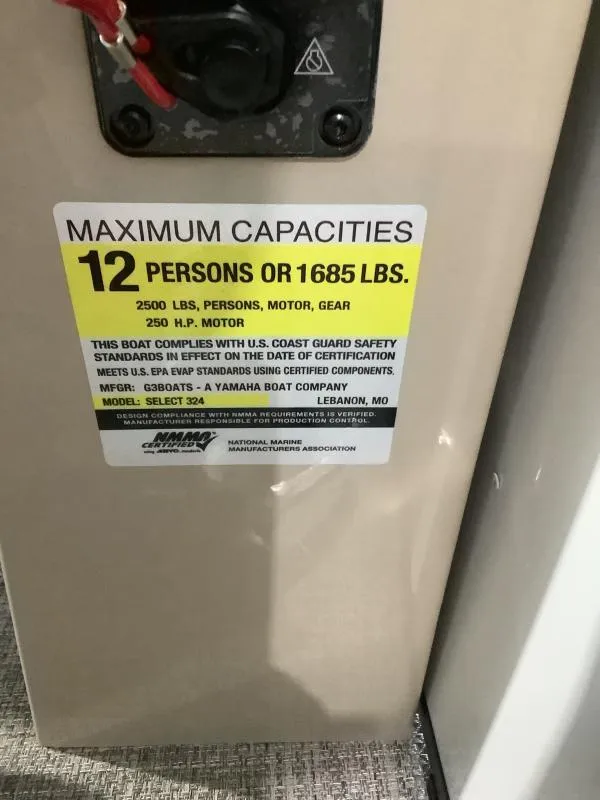 MAXIMUM CAPACITIES
12 PERSONS OR 1685 LBS.
2500 LBS, PERSONS, MOTOR, GEAR
250 H.P. MOTOR
THIS BOAT COMPLIES WITH U.S. COAST GUARD SAFETY
STANDARDS IN EFFECT ON THE DATE OF CERTIFICATION
MEETS U.S. EPA EVAP STANDARDS USING CERTIFIED COMPONENTS.
MFGR: G3BOATS - A YAMAHA BOAT COMPANY
MODEL: SELECT 324 LEBANON, MO
DESIGN COMPLIANCE WITH NMMA REQUIREMENTS IS VERIFIED.
MANUFACTURER RESPONSIBLE FOR PRODUCTION CONTROL.
NMMA
CERTIFIED
using ABYC models
NATIONAL MARINE
MANUFACTURERS ASSOCIATION